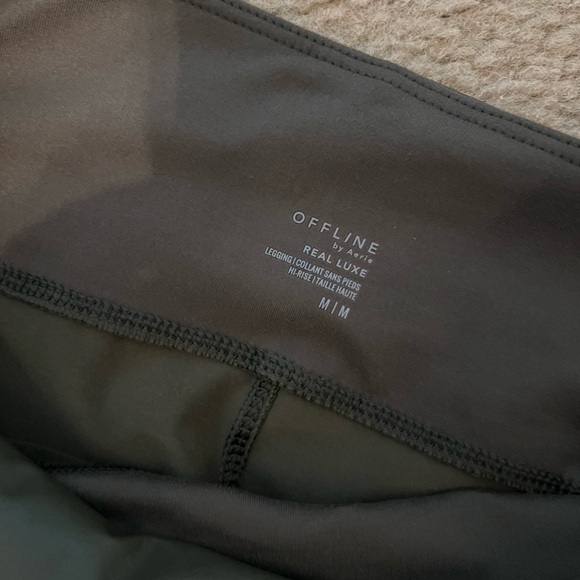 OFFLINE
by Aerie
REAL LUXE
LEGGING | COLLANT SANS PIEDS
HI-RISE | TAILLE HAUTE
M | M